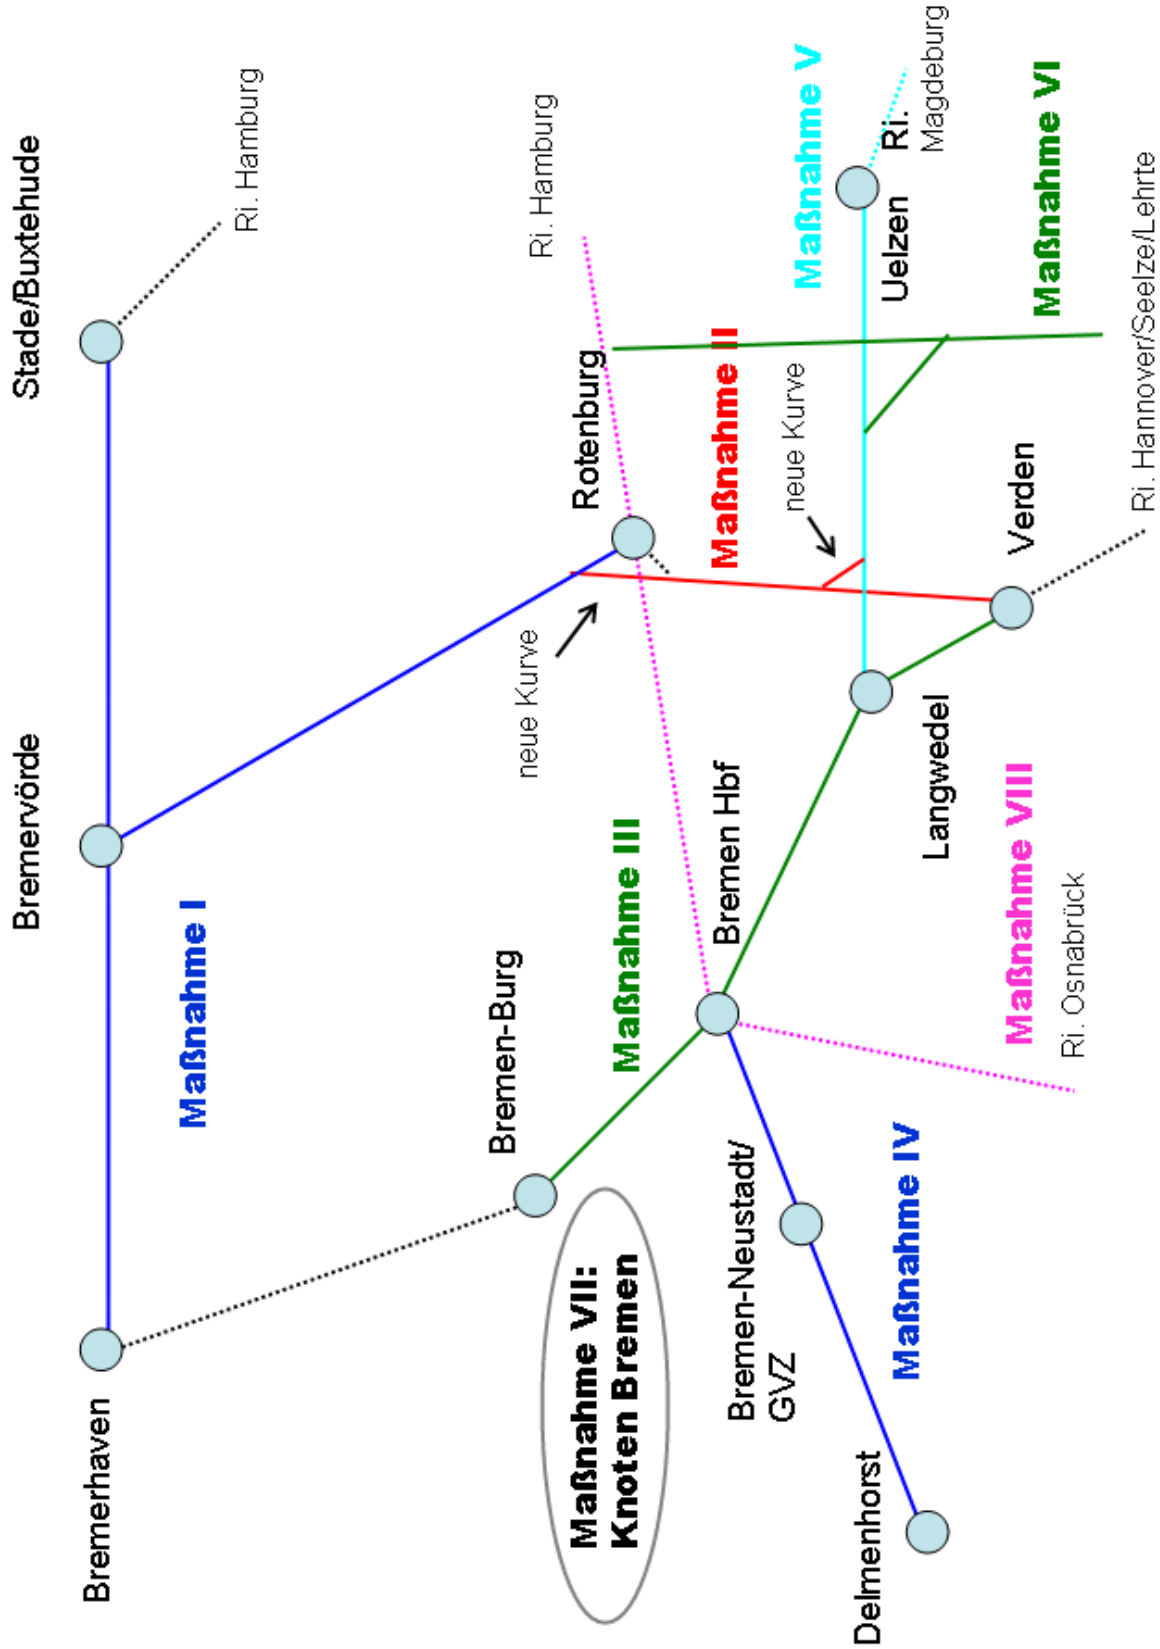 Bremerhaven
Bremervörde
Stade/Buxtehude
Maßnahme I
Ri. Hamburg
Bremen-Burg
neue Kurve
Rotenburg
Ri. Hamburg
Maßnahme VII:
Knoten Bremen
Maßnahme III
Bremen Hbf
Maßnahme II
neue Kurve
Maßnahme V
Bremen-Neustadt/
GVZ
Uelzen
Ri.
Magdeburg
Delmenhorst
Maßnahme IV
Langwedel
Verden
Maßnahme VI
Maßnahme VIII
Ri. Osnabrück
Ri. Hannover/Seelze/Lehrte